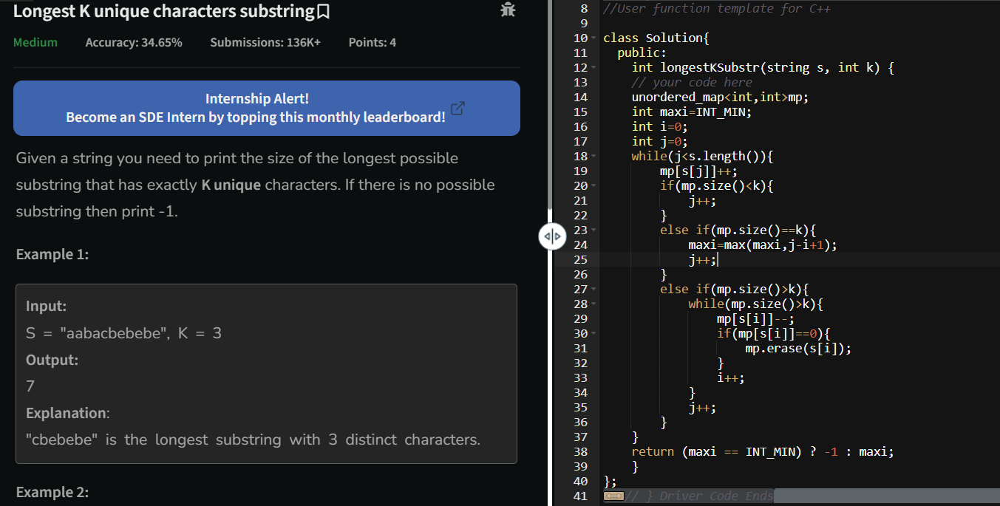 Longest K unique characters substring
Medium Accuracy: 34.65% Submissions: 136K+ Points: 4
Internship Alert!
Become an SDE Intern by topping this monthly leaderboard!
Given a string you need to print the size of the longest possible
substring that has exactly K unique characters. If there is no possible
substring then print -1.
Example 1:
Input:
S = "aabacbebebe", K = 3
Output:
7
Explanation:
"cbebebe" is the longest substring with 3 distinct characters.
Example 2:
8 //User function template for C++
9
10 class Solution{
11 public:
12 int longestKSubstr(string s, int k) {
13 // your code here
14 unordered_map<int,int>mp;
15 int maxi=INT_MIN;
16 int i=0;
17 int j=0;
18 while(j<s.length()){
19 mp[s[j]]++;
20 if(mp.size()<k){
21 j++;
22 }
23 else if(mp.size()==k){
24 maxi=max(maxi,j-i+1);
25 j++;
26 }
27 else if(mp.size()>k){
28 while(mp.size()>k){
29 mp[s[i]]--;
30 if(mp[s[i]]==0){
31 mp.erase(s[i]);
32 }
33 i++;
34 }
35 j++;
36 }
37 }
38 return (maxi == INT_MIN) ? -1 : maxi;
39 }
40 };
41 // } Driver Code Ends